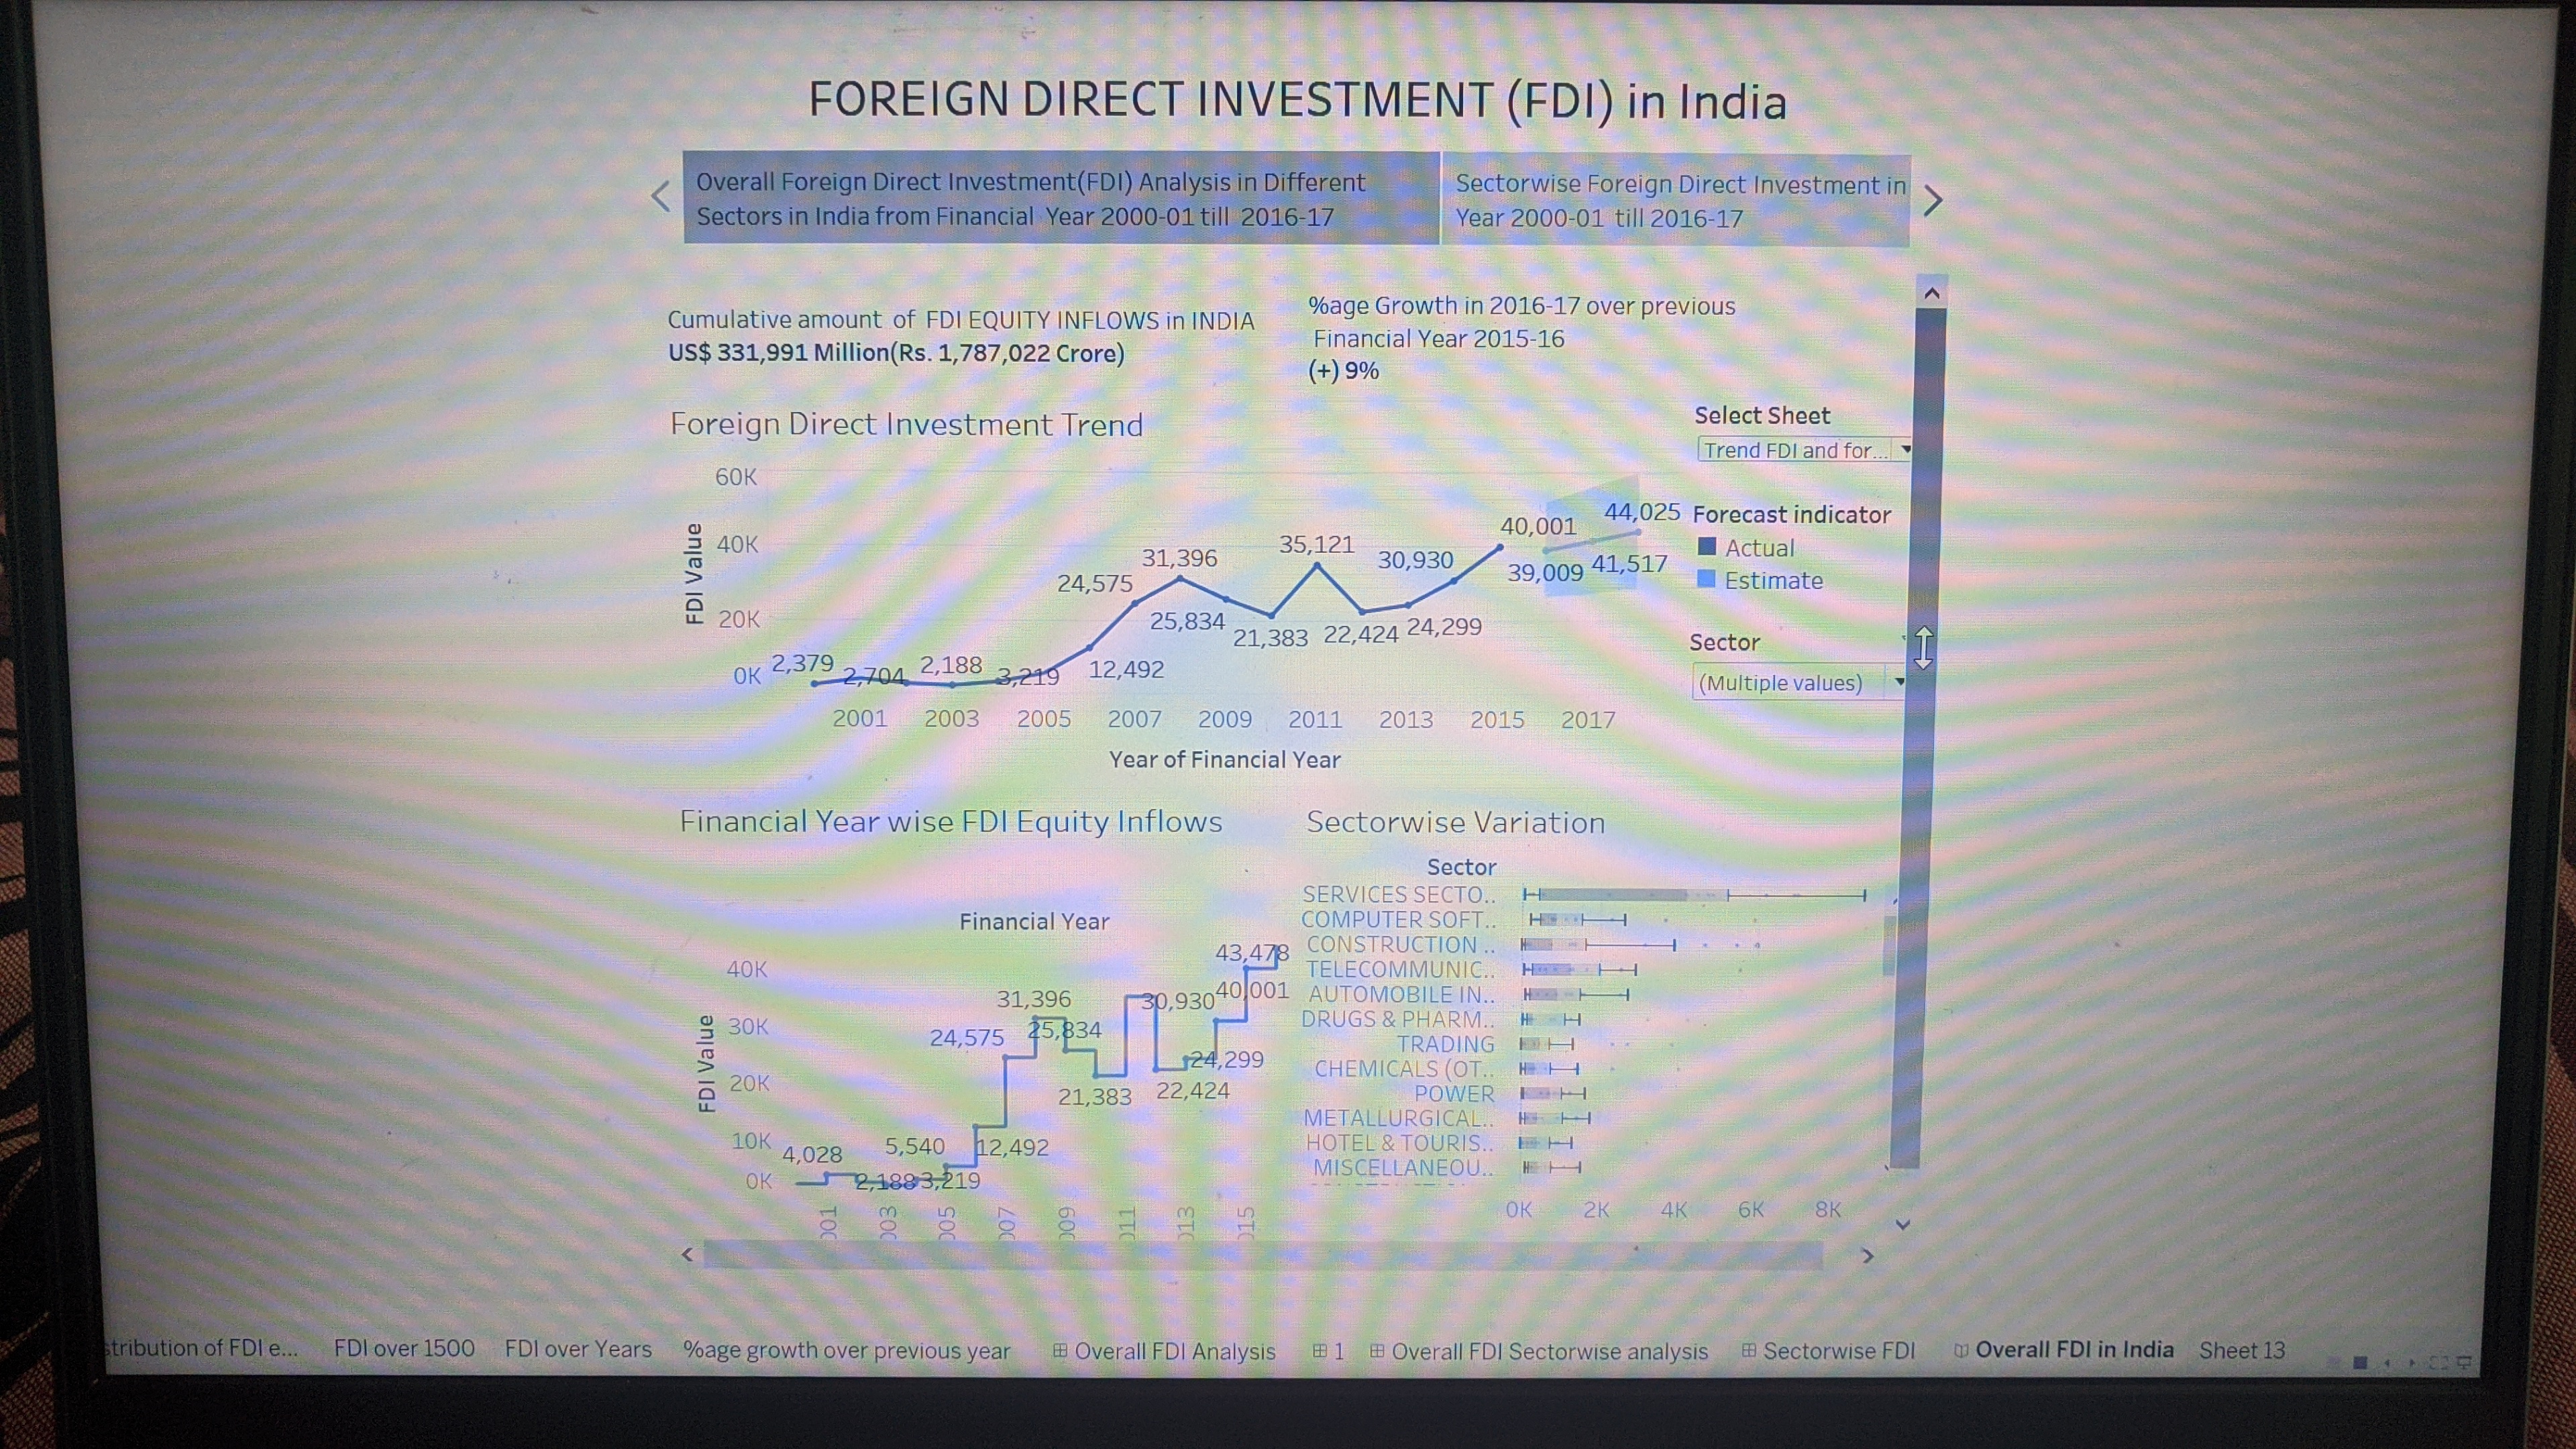 FOREIGN DIRECT INVESTMENT (FDI) in India
Overall Foreign Direct Investment(FDI) Analysis in Different
Sectors in India from Financial Year 2000-01 till 2016-17
Sectorwise Foreign Direct Investment in
Year 2000-01 till 2016-17
Cumulative amount of FDI EQUITY INFLOWS in INDIA
US$ 331,991 Million(Rs. 1,787,022 Crore)
%age Growth in 2016-17 over previous
Financial Year 2015-16
(+) 9%
Foreign Direct Investment Trend
Select Sheet
Trend FDI and for...
60K
40K
20K
0K
FDI Value
2,379
2,704
2,188
3,219
12,492
24,575
31,396
25,834
21,383
35,121
22,424
24,299
30,930
40,001
39,009
41,517
44,025
2001 2003 2005 2007 2009 2011 2013 2015 2017
Year of Financial Year
Forecast indicator
Actual
Estimate
Sector
(Multiple values)
Financial Year wise FDI Equity Inflows
Financial Year
40K
30K
20K
10K
0K
FDI Value
4,028
2,188
3,219
5,540
12,492
24,575
31,396
25,834
21,383
30,930
22,424
24,299
40,001
43,478
001 003 005 007 009 011 013 015
Sectorwise Variation
Sector
SERVICES SECTO..
COMPUTER SOFT..
CONSTRUCTION ..
TELECOMMUNIC..
AUTOMOBILE IN..
DRUGS & PHARM..
TRADING
CHEMICALS (OT..
POWER
METALLURGICAL..
HOTEL & TOURIS..
MISCELLANEOU..
0K 2K 4K 6K 8K
stribution of FDI e... FDI over 1500 FDI over Years %age growth over previous year Overall FDI Analysis 1 Overall FDI Sectorwise analysis Sectorwise FDI Overall FDI in India Sheet 13